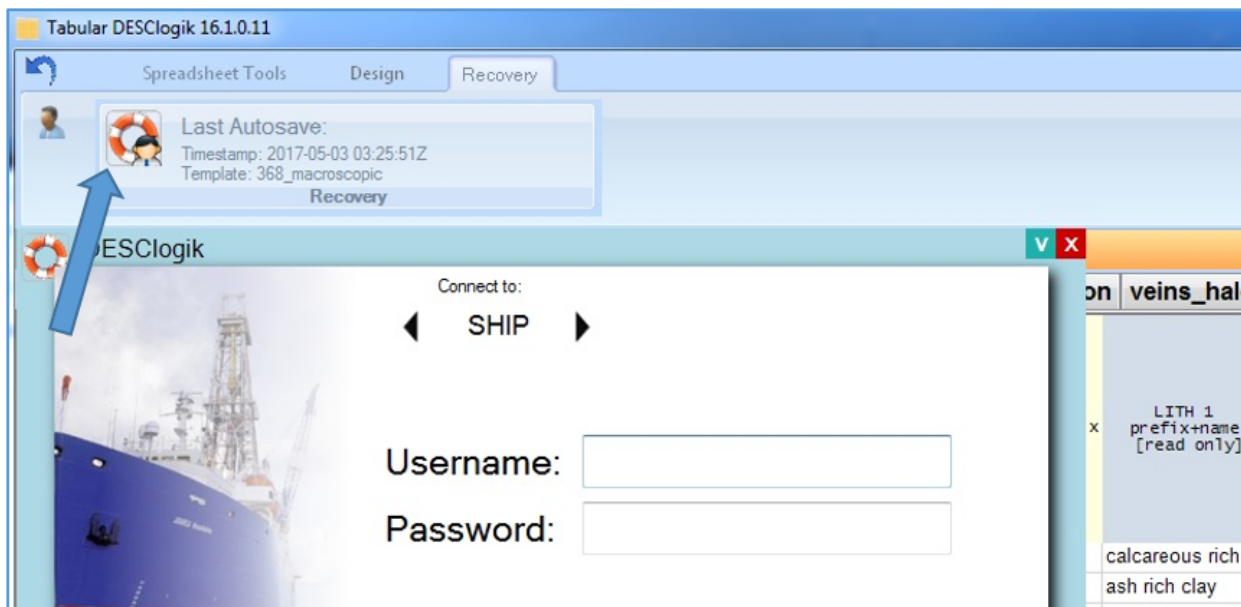 Tabular DESClogik 16.1.0.11
Spreadsheet Tools Design Recovery
Last Autosave:
Timestamp: 2017-05-03 03:25:51Z
Template: 368_macroscopic
Recovery
DESClogik V X
Connect to:
SHIP
Username:
Password:
on veins_hal
x
LITH 1
prefix+name
[read only]
calcareous rich
ash rich clay